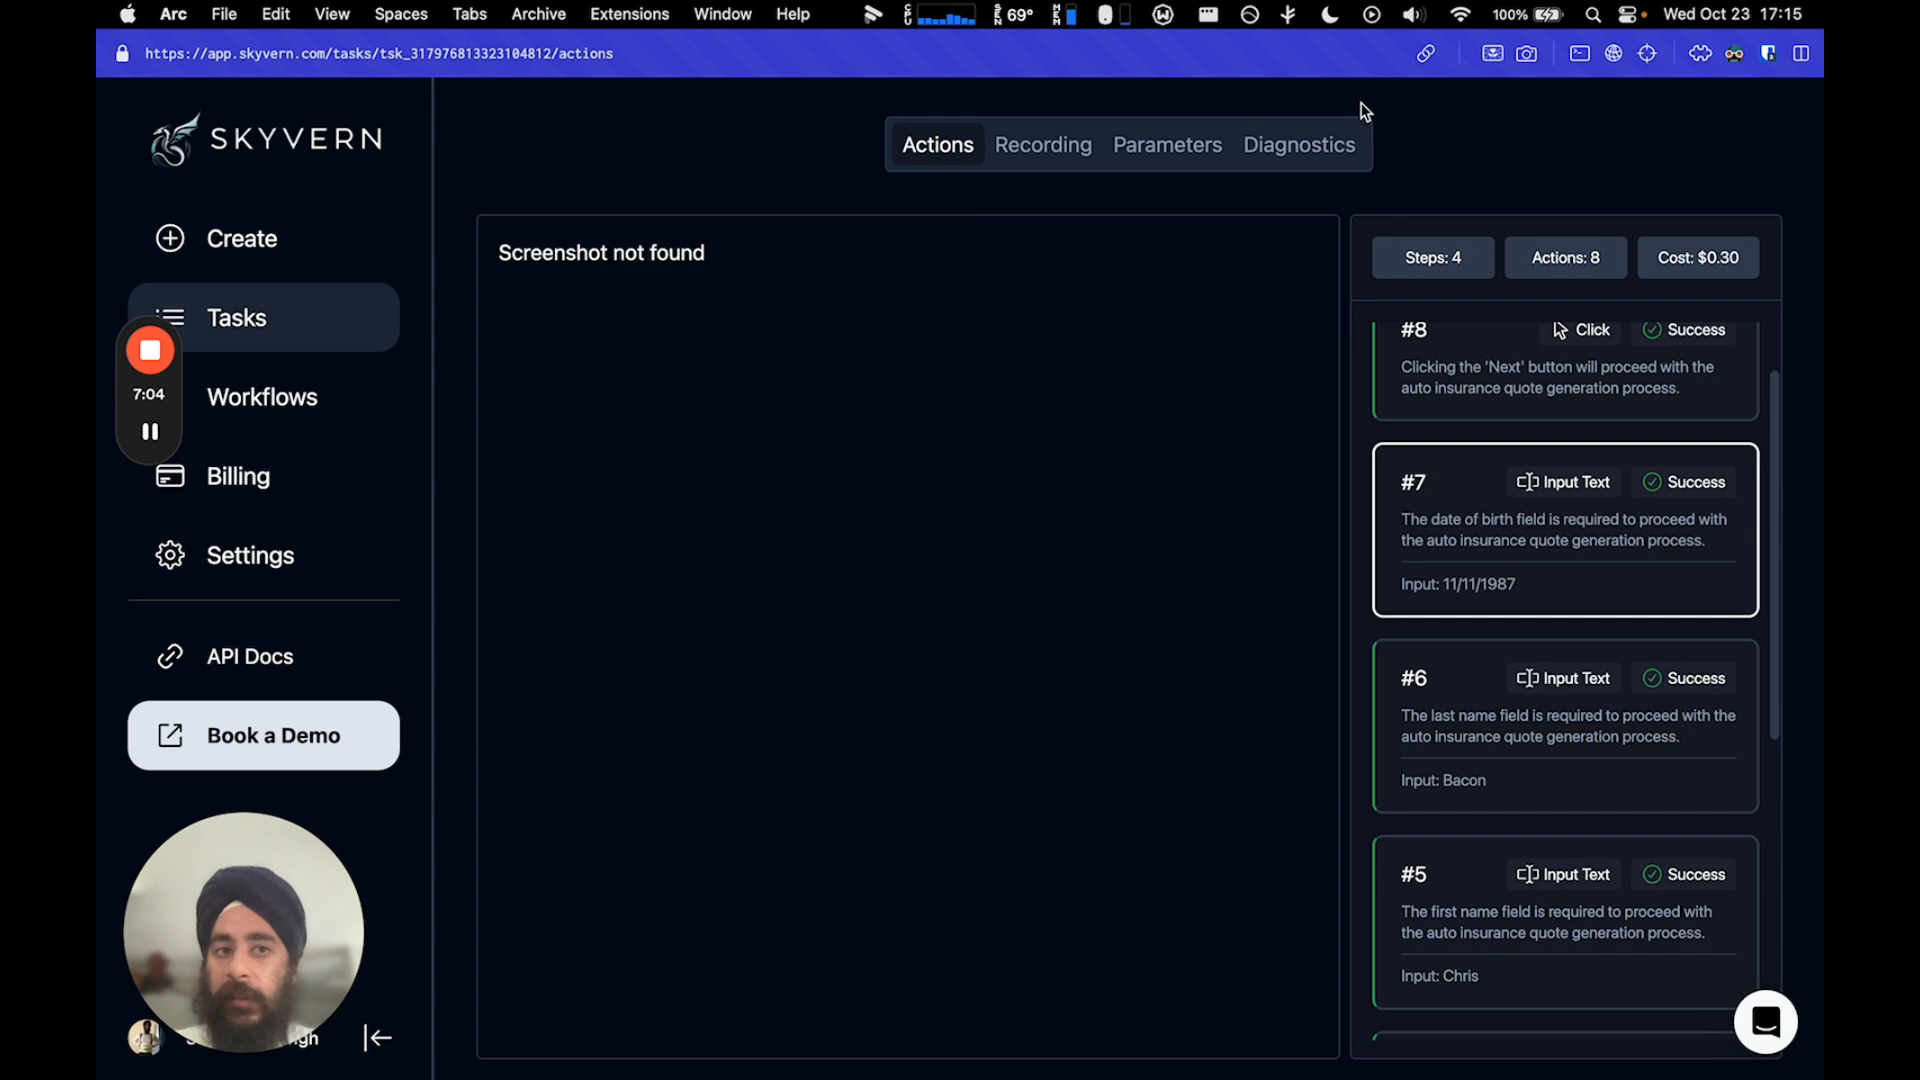 Arc File Edit View Spaces Tabs Archive Extensions Window Help
CPU SEN 69° MEM 100% Wed Oct 23 17:15
https://app.skyvern.com/tasks/tsk_317976813323104812/actions
SKYVERN
Actions Recording Parameters Diagnostics
Create
Tasks
7:04
Workflows
Billing
Settings
API Docs
Book a Demo
Screenshot not found
Steps: 4 Actions: 8 Cost: $0.30
#8 Click Success
Clicking the 'Next' button will proceed with the
auto insurance quote generation process.
#7 Input Text Success
The date of birth field is required to proceed with
the auto insurance quote generation process.
Input: 11/11/1987
#6 Input Text Success
The last name field is required to proceed with the
auto insurance quote generation process.
Input: Bacon
#5 Input Text Success
The first name field is required to proceed with
the auto insurance quote generation process.
Input: Chris